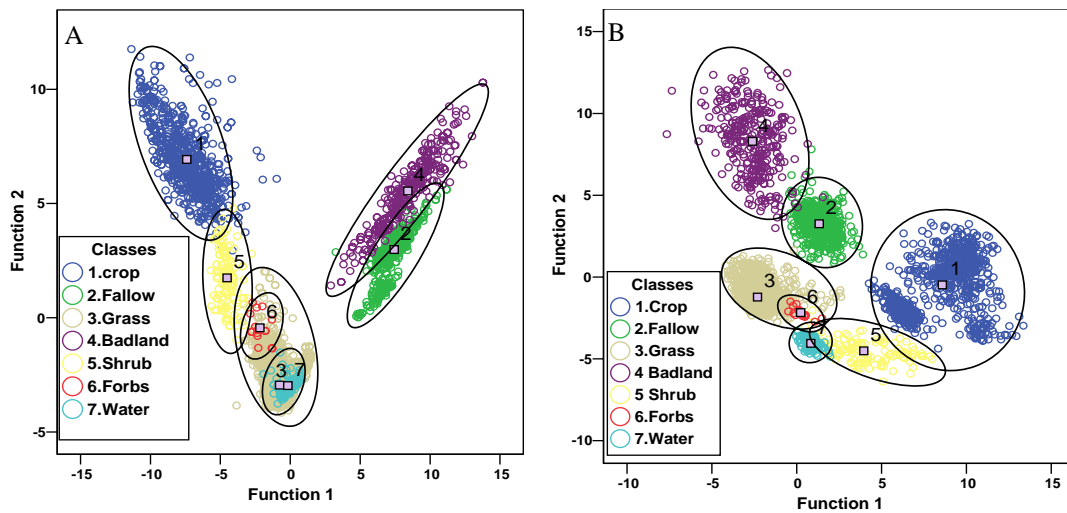 A
10
5
0
-5
Function 2
-15
-10
-5
0
5
10
15
Function 1
Classes
1.crop
2.Fallow
3.Grass
4.Badland
5.Shrub
6.Forbs
7.Water
1
5
6
3
7
4
2
B
15
10
5
0
-5
-10
Function 2
-10
-5
0
5
10
15
Function 1
Classes
1.Crop
2.Fallow
3.Grass
4 Badland
5 Shrub
6.Forbs
7.Water
4
2
1
3
6
7
5